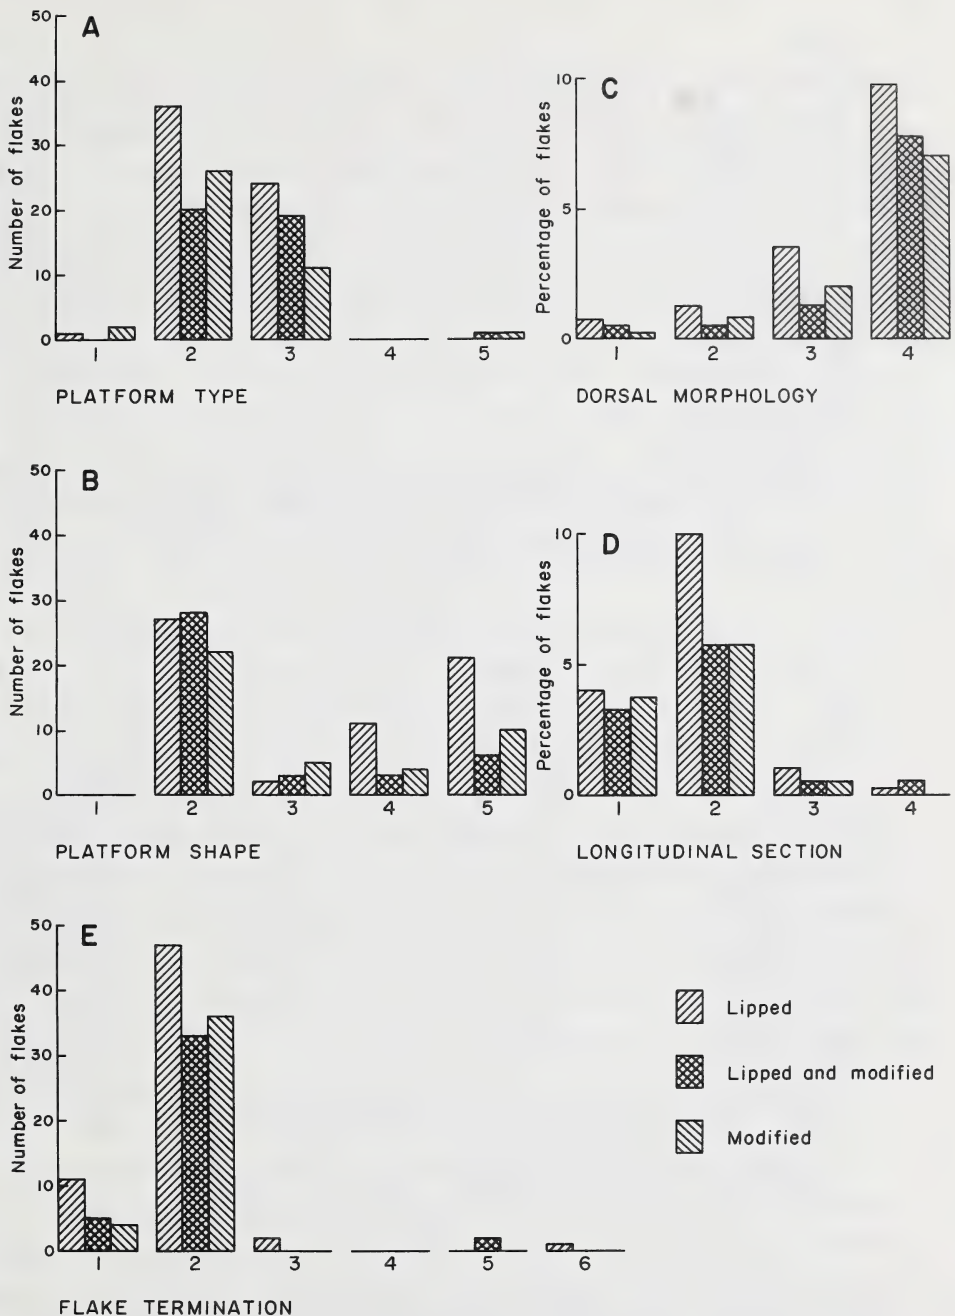 A
50
40
30
20
10
0
Number of flakes
1 2 3 4 5
PLATFORM TYPE
C
10
5
0
Percentage of flakes
1 2 3 4
DORSAL MORPHOLOGY
B
50
40
30
20
10
0
Number of flakes
1 2 3 4 5
PLATFORM SHAPE
D
10
5
0
Percentage of flakes
1 2 3 4
LONGITUDINAL SECTION
E
50
40
30
20
10
0
Number of flakes
1 2 3 4 5 6
FLAKE TERMINATION
Lipped
Lipped and modified
Modified